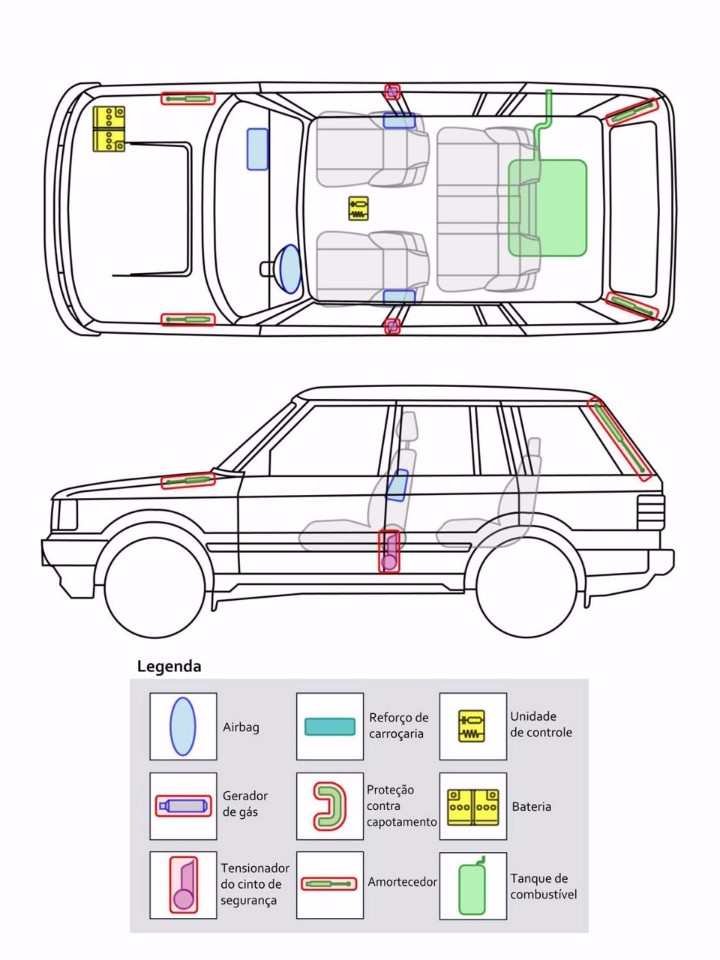 Legenda
Airbag
Reforço de
carroçaria
Unidade
de controle
Gerador
de gás
Proteção
contra
capotamento
Bateria
Tensionador
do cinto de
segurança
Amortecedor
Tanque de
combustível